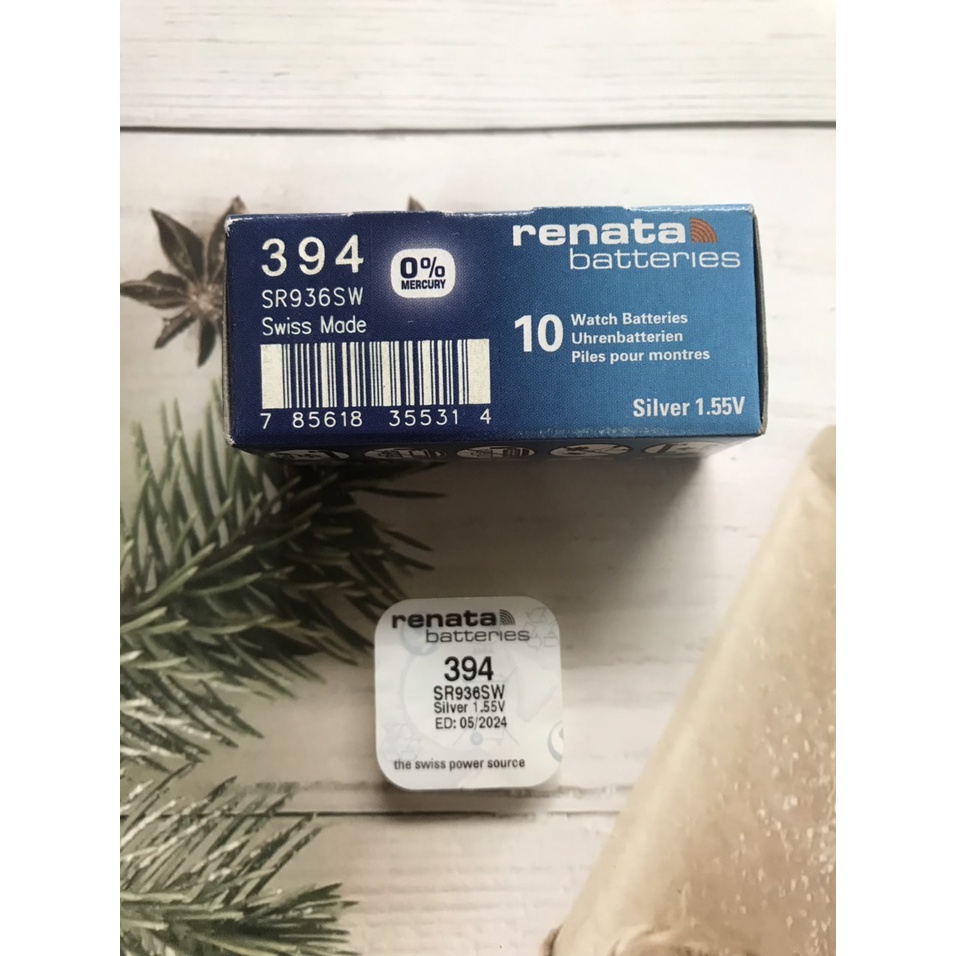 394
SR936SW
Swiss Made
0%
MERCURY
7 85618 35531 4
renata
batteries
10
Watch Batteries
Uhrenbatterien
Piles pour montres
Silver 1.55V
renata
batteries
394
SR936SW
Silver 1.55V
ED: 05/2024
the swiss power source